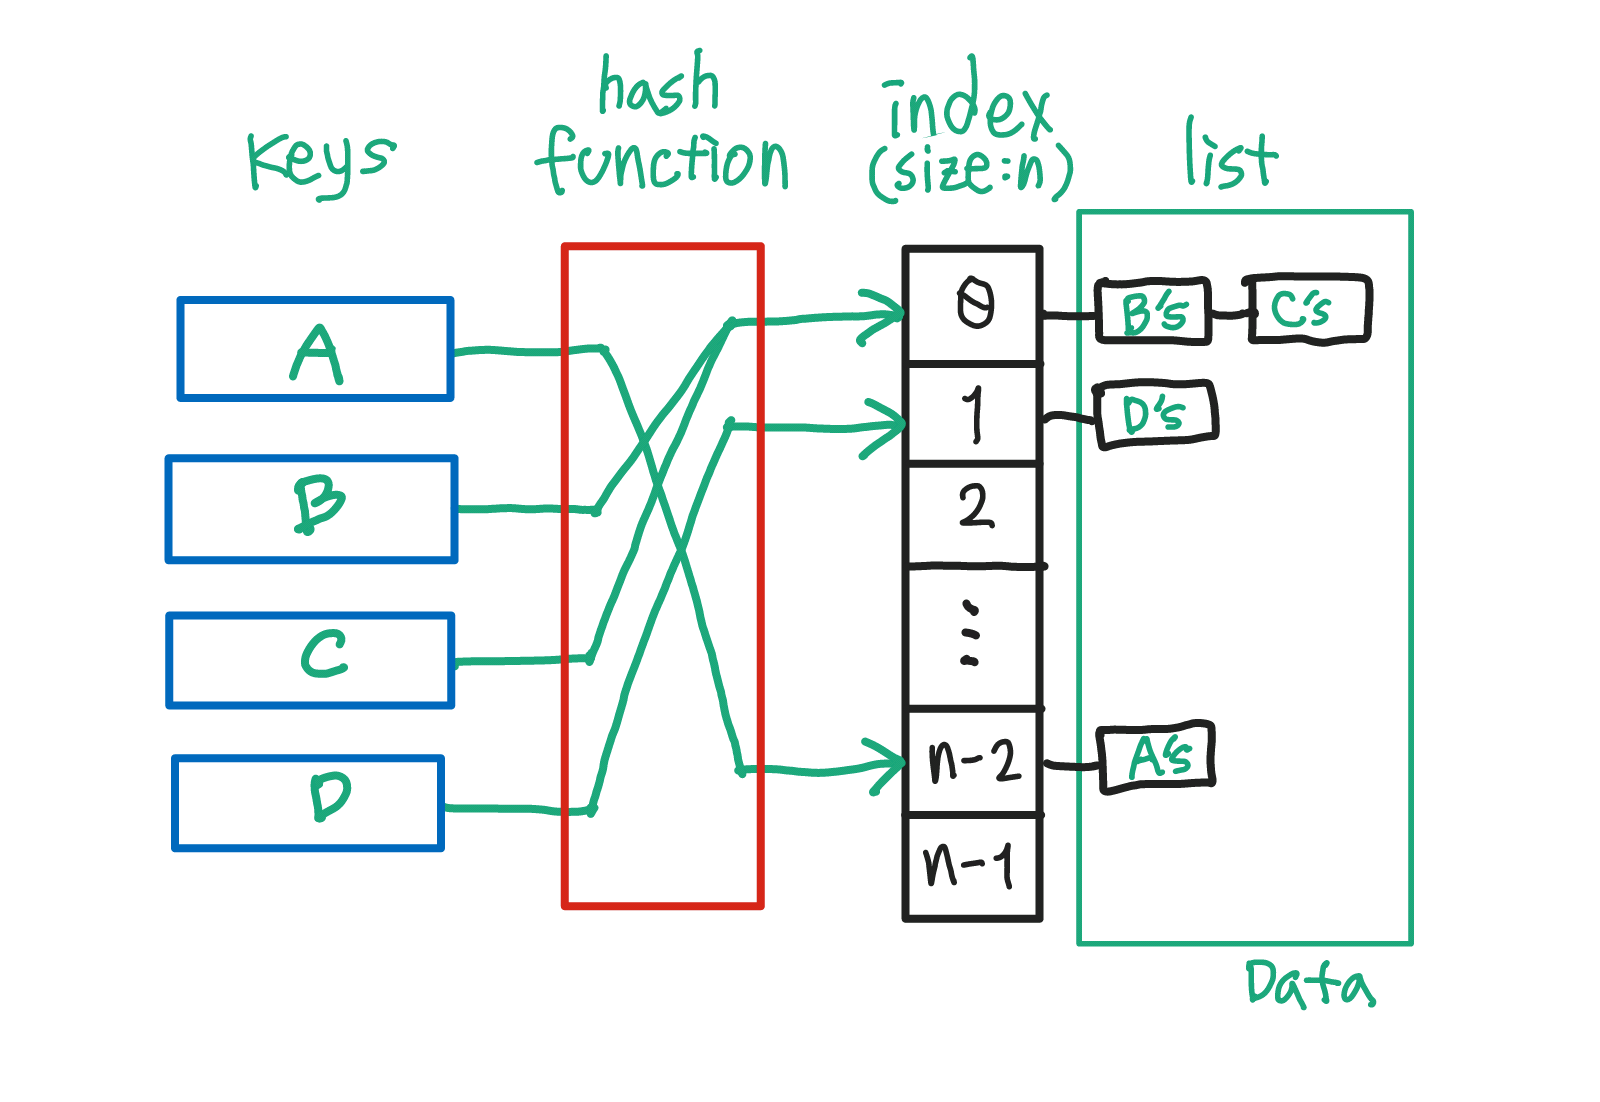 Keys
hash
function
index
(size:n)
list
A
B
C
D
0
1
2
⋮
n-2
n-1
B's
C's
D's
A's
Data